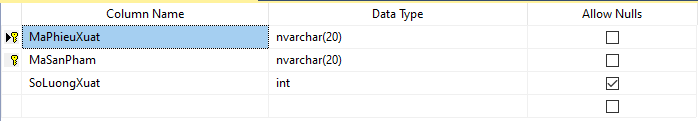 Column Name Data Type Allow Nulls
MaPhieuXuat nvarchar(20)
MaSanPham nvarchar(20)
SoLuongXuat int